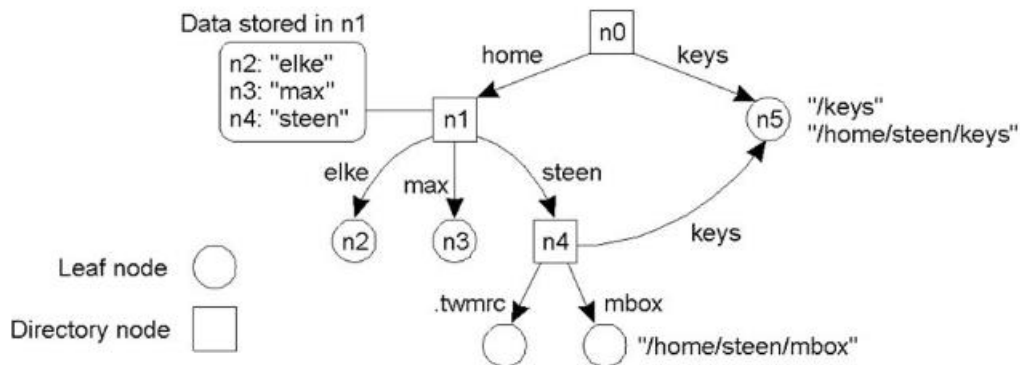 Data stored in n1
n2: "elke"
n3: "max"
n4: "steen"
n0
home
keys
n1
n5
"/keys"
"/home/steen/keys"
elke
max
steen
n2
n3
n4
keys
Leaf node
.twmrc
mbox
Directory node
"/home/steen/mbox"